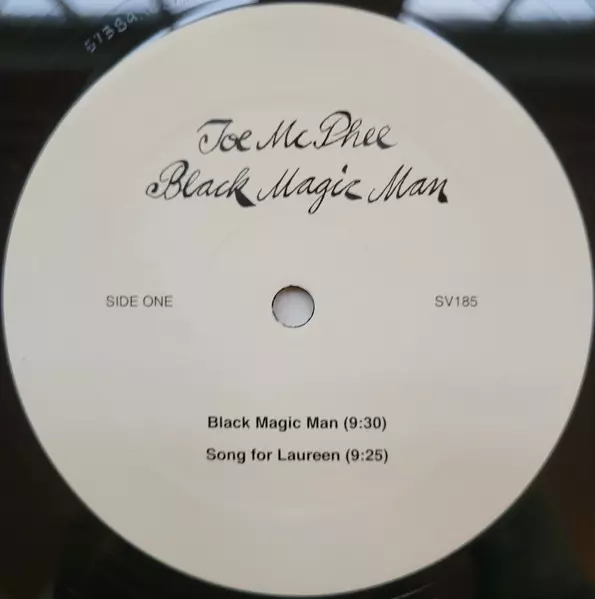 Joe McPhee
Black Magic Man
SIDE ONE
SV185
Black Magic Man (9:30)
Song for Laureen (9:25)